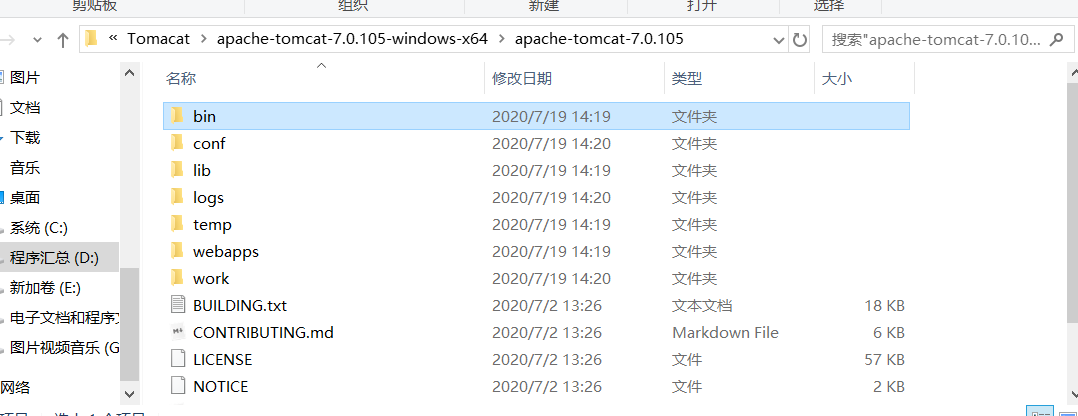 剪贴板 组织 新建 打开 选择
« Tomacat > apache-tomcat-7.0.105-windows-x64 > apache-tomcat-7.0.105 搜索"apache-tomcat-7.0.10...
图片
文档
下载
音乐
桌面
系统 (C:)
程序汇总 (D:)
新加卷 (E:)
电子文档和程序文
图片视频音乐 (G
网络
名称 修改日期 类型 大小
bin 2020/7/19 14:19 文件夹
conf 2020/7/19 14:20 文件夹
lib 2020/7/19 14:19 文件夹
logs 2020/7/19 14:20 文件夹
temp 2020/7/19 14:19 文件夹
webapps 2020/7/19 14:19 文件夹
work 2020/7/19 14:20 文件夹
BUILDING.txt 2020/7/2 13:26 文本文档 18 KB
CONTRIBUTING.md 2020/7/2 13:26 Markdown File 6 KB
LICENSE 2020/7/2 13:26 文件 57 KB
NOTICE 2020/7/2 13:26 文件 2 KB